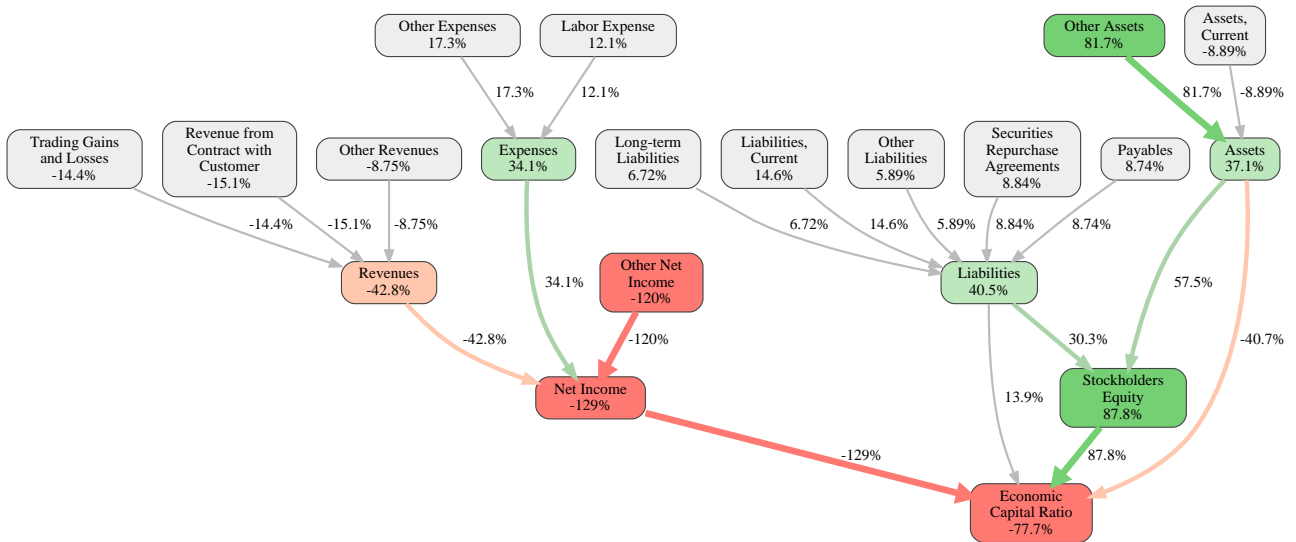 Other Expenses
17.3%
Labor Expense
12.1%
Other Assets
81.7%
Assets,
Current
-8.89%
17.3%
12.1%
81.7%
-8.89%
Trading Gains
and Losses
-14.4%
Revenue from
Contract with
Customer
-15.1%
Other Revenues
-8.75%
Expenses
34.1%
Long-term
Liabilities
6.72%
Liabilities,
Current
14.6%
Other
Liabilities
5.89%
Securities
Repurchase
Agreements
8.84%
Payables
8.74%
Assets
37.1%
-14.4%
-15.1%
-8.75%
6.72%
14.6%
5.89%
8.84%
8.74%
Revenues
-42.8%
34.1%
Other Net
Income
-120%
Liabilities
40.5%
57.5%
-42.8%
-120%
30.3%
-40.7%
Net Income
-129%
13.9%
Stockholders
Equity
87.8%
-129%
87.8%
Economic
Capital Ratio
-77.7%